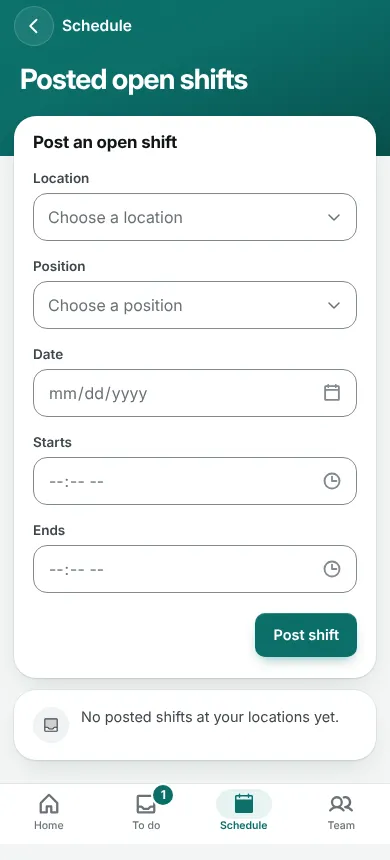 Schedule
Posted open shifts
Post an open shift
Location
Choose a location
Position
Choose a position
Date
mm/dd/yyyy
Starts
--:-- --
Ends
--:-- --
Post shift
No posted shifts at your locations yet.
1
Home
To do
Schedule
Team